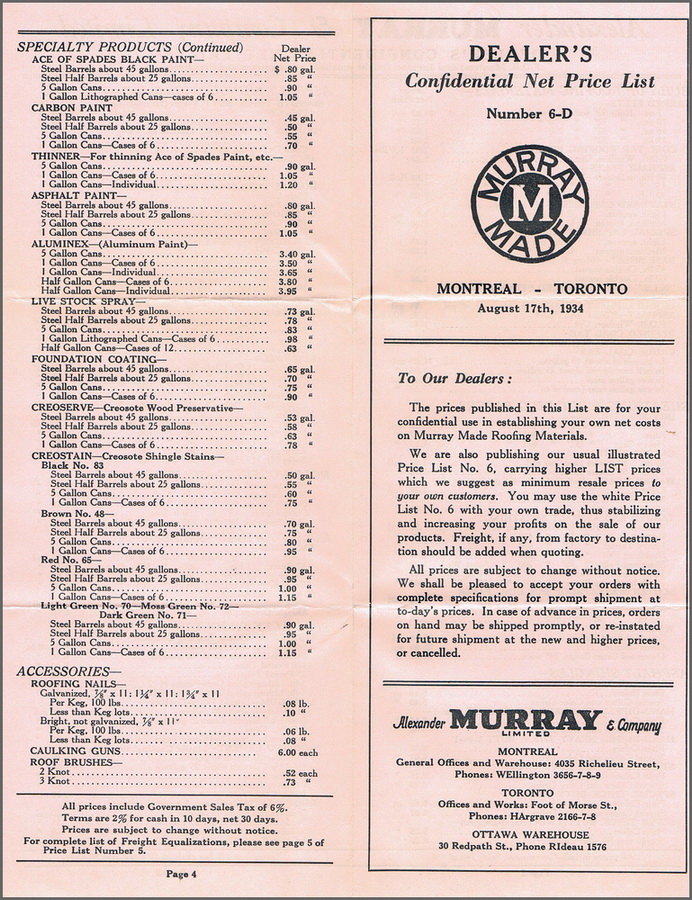 SPECIALTY PRODUCTS (Continued) Dealer Net Price
ACE OF SPADES BLACK PAINT—
Steel Barrels about 45 gallons $ .80 gal.
Steel Half Barrels about 25 gallons .85 "
5 Gallon Cans .90 "
1 Gallon Lithographed Cans—cases of 6 1.05 "
CARBON PAINT
Steel Barrels about 45 gallons .45 gal.
Steel Half Barrels about 25 gallons .50 "
5 Gallon Cans .55 "
1 Gallon Cans—Cases of 6 .70 "
THINNER—For thinning Ace of Spades Paint, etc.—
5 Gallon Cans .90 gal.
1 Gallon Cans—Cases of 6 1.05 "
1 Gallon Cans—Individual 1.20 "
ASPHALT PAINT—
Steel Barrels about 45 gallons .80 gal.
Steel Half Barrels about 25 gallons .85 "
5 Gallon Cans .90 "
1 Gallon Cans—Cases of 6 1.05 "
ALUMINEX—(Aluminum Paint)—
5 Gallon Cans 3.40 gal.
1 Gallon Cans—Cases of 6 3.50 "
1 Gallon Cans—Individual 3.65 "
Half Gallon Cans—Cases of 6 3.80 "
Half Gallon Cans—Individual 3.95 "
LIVE STOCK SPRAY—
Steel Barrels about 45 gallons .73 gal.
Steel Half Barrels about 25 gallons .78 "
5 Gallon Cans .83 "
1 Gallon Lithographed Cans—Cases of 6 .98 "
Half Gallon Cans—Cases of 12 .63 "
FOUNDATION COATING—
Steel Barrels about 45 gallons .65 gal.
Steel Half Barrels about 25 gallons .70 "
5 Gallon Cans .75 "
1 Gallon Cans—Cases of 6 .90 "
CREOSERVE—Creosote Wood Preservative—
Steel Barrels about 45 gallons .53 gal.
Steel Half Barrels about 25 gallons .58 "
5 Gallon Cans .63 "
1 Gallon Cans—Cases of 6 .78 "
CREOSTAIN—Creosote Shingle Stains—
Black No. 83
Steel Barrels about 45 gallons .50 gal.
Steel Half Barrels about 25 gallons .55 "
5 Gallon Cans .60 "
1 Gallon Cans—Cases of 6 .75 "
Brown No. 48—
Steel Barrels about 45 gallons .70 gal.
Steel Half Barrels about 25 gallons .75 "
5 Gallon Cans .80 "
1 Gallon Cans—Cases of 6 .95 "
Red No. 65—
Steel Barrels about 45 gallons .90 gal.
Steel Half Barrels about 25 gallons .95 "
5 Gallon Cans 1.00 "
1 Gallon Cans—Cases of 6 1.15 "
Light Green No. 70—Moss Green No. 72—
Dark Green No. 71—
Steel Barrels about 45 gallons .90 gal.
Steel Half Barrels about 25 gallons .95 "
5 Gallon Cans 1.00 "
1 Gallon Cans—Cases of 6 1.15 "
ACCESSORIES—
ROOFING NAILS—
Galvanized, ⅞" x 11: 1¼" x 11: 1¾" x 11
Per Keg, 100 lbs. .08 lb.
Less than Keg lots .10 "
Bright, not galvanized, ⅞" x 11"
Per Keg, 100 lbs. .06 lb.
Less than Keg lots .08 "
CAULKING GUNS 6.00 each
ROOF BRUSHES—
2 Knot .52 each
3 Knot .73 "
All prices include Government Sales Tax of 6%.
Terms are 2% for cash in 10 days, net 30 days.
Prices are subject to change without notice.
For complete list of Freight Equalizations, please see page 5 of
Price List Number 5.
Page 4
DEALER'S
Confidential Net Price List
Number 6-D
MURRAY
M
MADE
MONTREAL - TORONTO
August 17th, 1934
To Our Dealers:
The prices published in this List are for your
confidential use in establishing your own net costs
on Murray Made Roofing Materials.
We are also publishing our usual illustrated
Price List No. 6, carrying higher LIST prices
which we suggest as minimum resale prices to
your own customers. You may use the white Price
List No. 6 with your own trade, thus stabilizing
and increasing your profits on the sale of our
products. Freight, if any, from factory to destina-
tion should be added when quoting.
All prices are subject to change without notice.
We shall be pleased to accept your orders with
complete specifications for prompt shipment at
to-day's prices. In case of advance in prices, orders
on hand may be shipped promptly, or re-instated
for future shipment at the new and higher prices,
or cancelled.
Alexander MURRAY & Company
LIMITED
MONTREAL
General Offices and Warehouse: 4035 Richelieu Street,
Phones: WEllington 3656-7-8-9
TORONTO
Offices and Works: Foot of Morse St.,
Phones: HArgrave 2166-7-8
OTTAWA WAREHOUSE
30 Redpath St., Phone RIdeau 1576